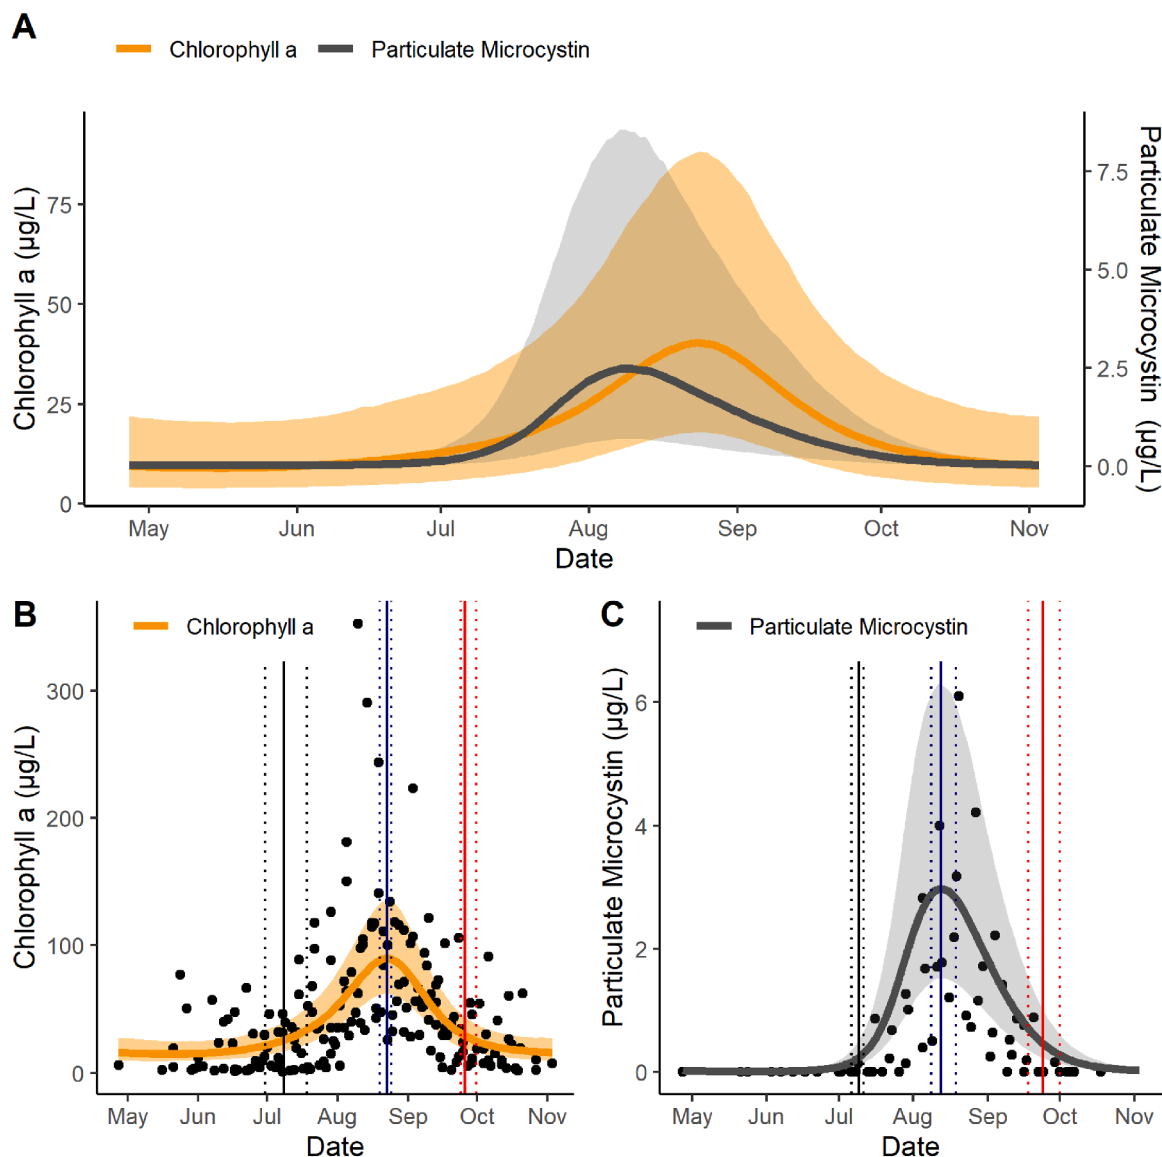 A
Chlorophyll a Particulate Microcystin
Chlorophyll a (µg/L)
75
50
25
0
Particulate Microcystin (µg/L)
7.5
5.0
2.5
0.0
May Jun Jul Aug Sep Oct Nov
Date
B
Chlorophyll a
Chlorophyll a (µg/L)
300
200
100
0
May Jun Jul Aug Sep Oct Nov
Date
C
Particulate Microcystin
Particulate Microcystin (µg/L)
6
4
2
0
May Jun Jul Aug Sep Oct Nov
Date